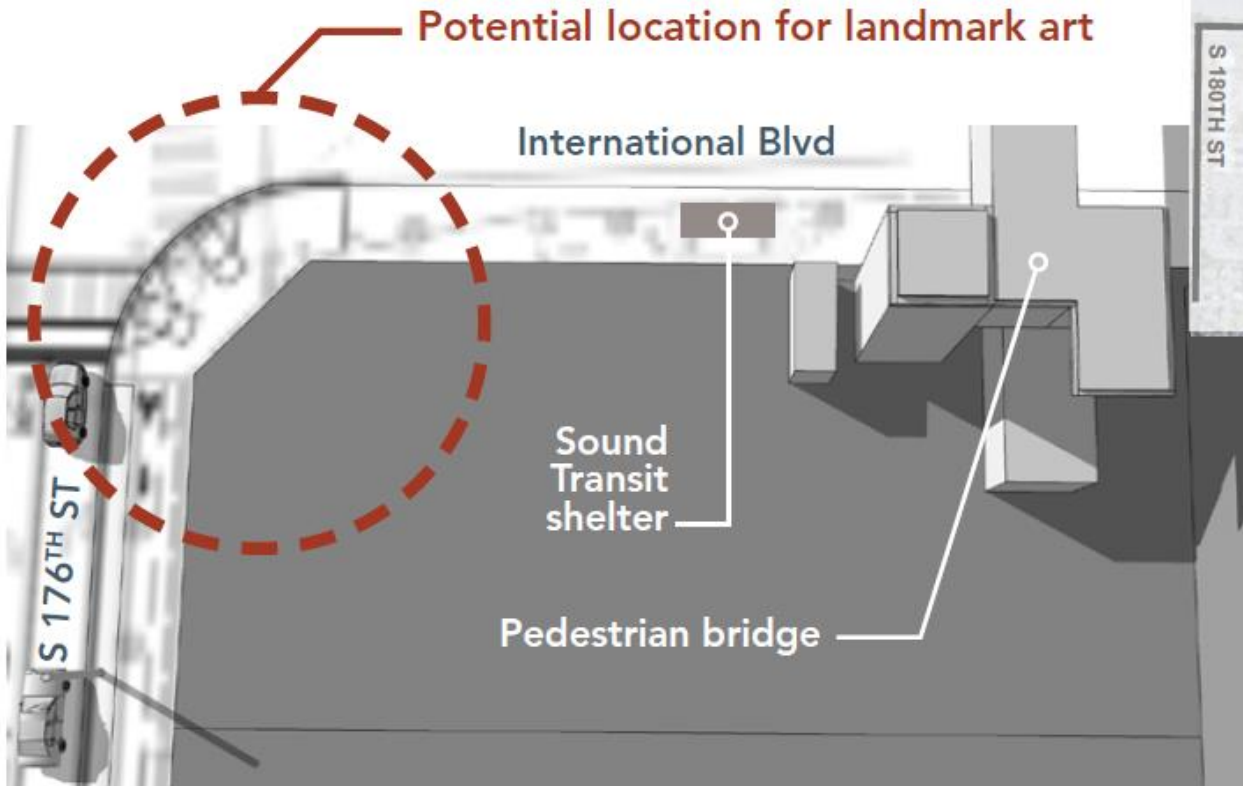 Potential location for landmark art
S 180TH ST
International Blvd
Sound
Transit
shelter
S 176TH ST
Pedestrian bridge